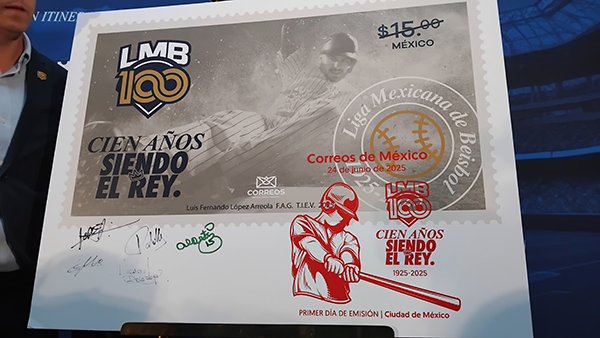 N ITINE
$15.00
MÉXICO
LMB
100
CIEN AÑOS
SIENDO
EL REY.
Liga Mexicana de Beisbol
Correos de México
24 de junio de 2025
CORREOS
Luis Fernando López Arreola F.A.G. T.I.E.V.
LMB
100
CIEN AÑOS
SIENDO
EL REY.
1925-2025
PRIMER DÍA DE EMISIÓN | Ciudad de México